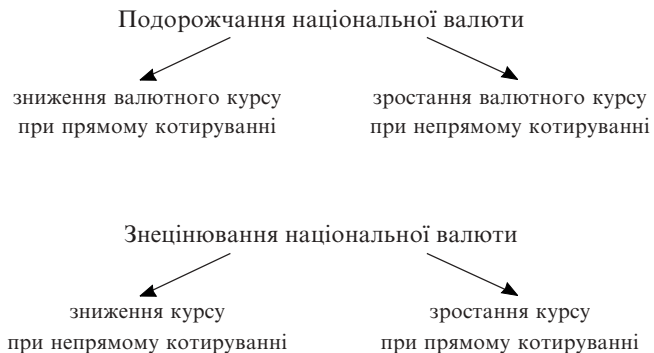 Подорожчання національної валюти
зниження валютного курсу
при прямому котируванні
зростання валютного курсу
при непрямому котируванні
Знецінювання національної валюти
зниження курсу
при непрямому котируванні
зростання курсу
при прямому котируванні